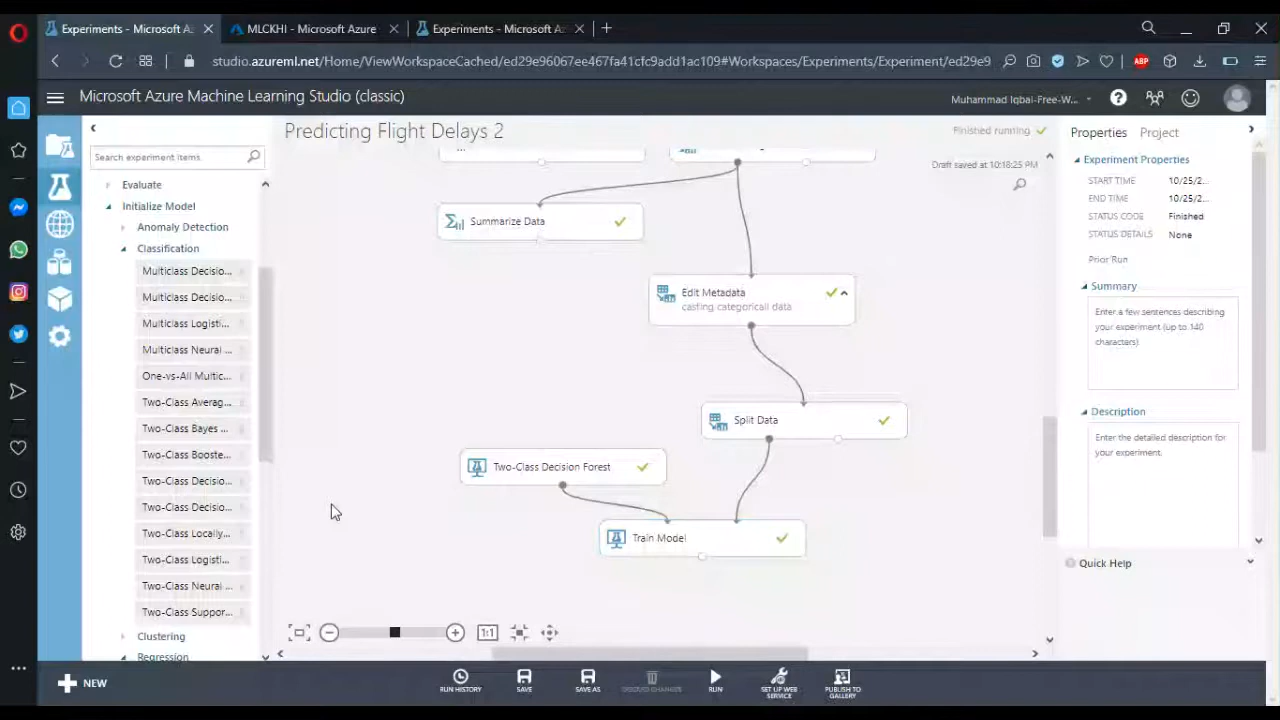 Experiments - Microsoft Az
MLCKHI - Microsoft Azure
Experiments - Microsoft Az
studio.azureml.net/Home/ViewWorkspaceCached/ed29e96067ee467fa41cfc9add1ac109#Workspaces/Experiments/Experiment/ed29e9
ABP
Microsoft Azure Machine Learning Studio (classic)
Muhammad Iqbal-Free-W...
Predicting Flight Delays 2
Finished running
Draft saved at 10:18:25 PM
Search experiment items
Evaluate
Initialize Model
Anomaly Detection
Classification
Multiclass Decisio...
Multiclass Decisio...
Multiclass Logisti...
Multiclass Neural ...
One-vs-All Multic...
Two-Class Averag...
Two-Class Bayes ...
Two-Class Booste...
Two-Class Decisio...
Two-Class Decisio...
Two-Class Locally...
Two-Class Logisti...
Two-Class Neural ...
Two-Class Suppor...
Clustering
Regression
Summarize Data
Edit Metadata
casting categoricall data
Split Data
Two-Class Decision Forest
Train Model
1:1
Properties
Project
Experiment Properties
START TIME 10/25/2...
END TIME 10/25/2...
STATUS CODE Finished
STATUS DETAILS None
Prior Run
Summary
Enter a few sentences describing
your experiment (up to 140
characters).
Description
Enter the detailed description for
your experiment.
Quick Help
NEW
RUN HISTORY
SAVE
SAVE AS
DISCARD CHANGES
RUN
SET UP WEB
SERVICE
PUBLISH TO
GALLERY